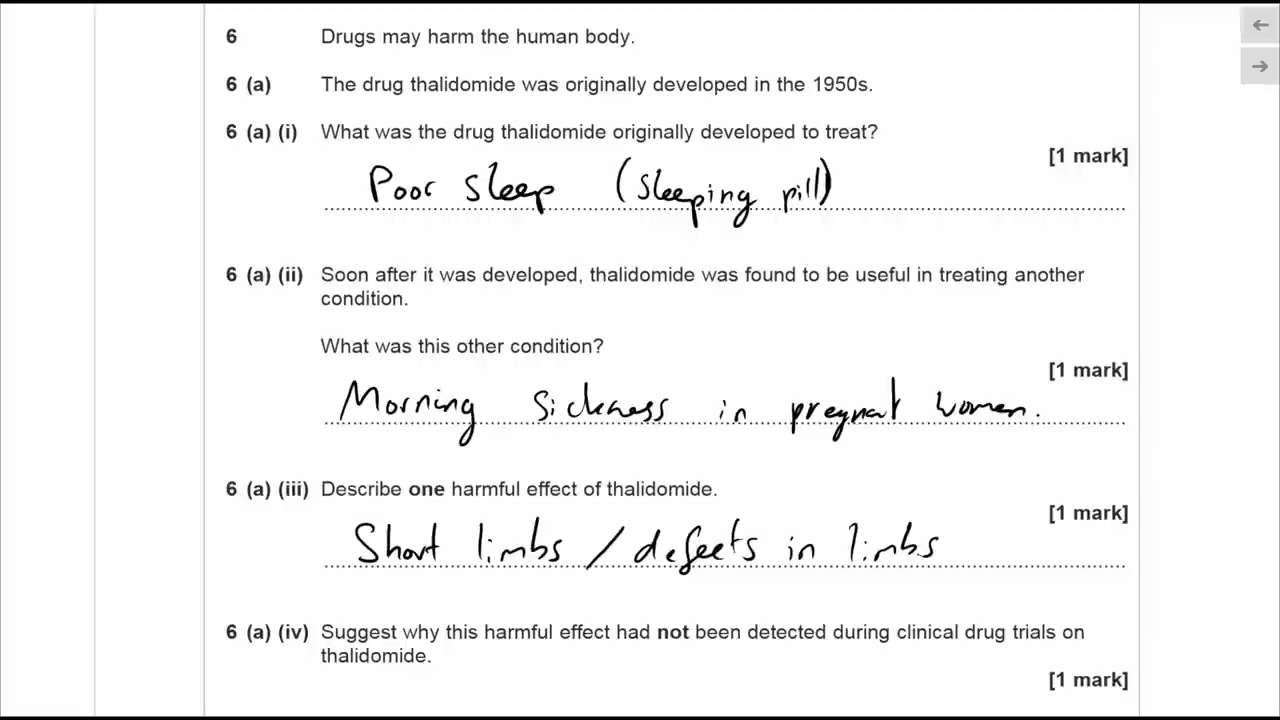 6 Drugs may harm the human body.
6 (a) The drug thalidomide was originally developed in the 1950s.
6 (a) (i) What was the drug thalidomide originally developed to treat?
[1 mark]
Poor sleep (sleeping pill)
6 (a) (ii) Soon after it was developed, thalidomide was found to be useful in treating another
condition.
What was this other condition?
[1 mark]
Morning sickness in pregnant women.
6 (a) (iii) Describe one harmful effect of thalidomide.
[1 mark]
Short limbs / defects in limbs
6 (a) (iv) Suggest why this harmful effect had not been detected during clinical drug trials on
thalidomide.
[1 mark]